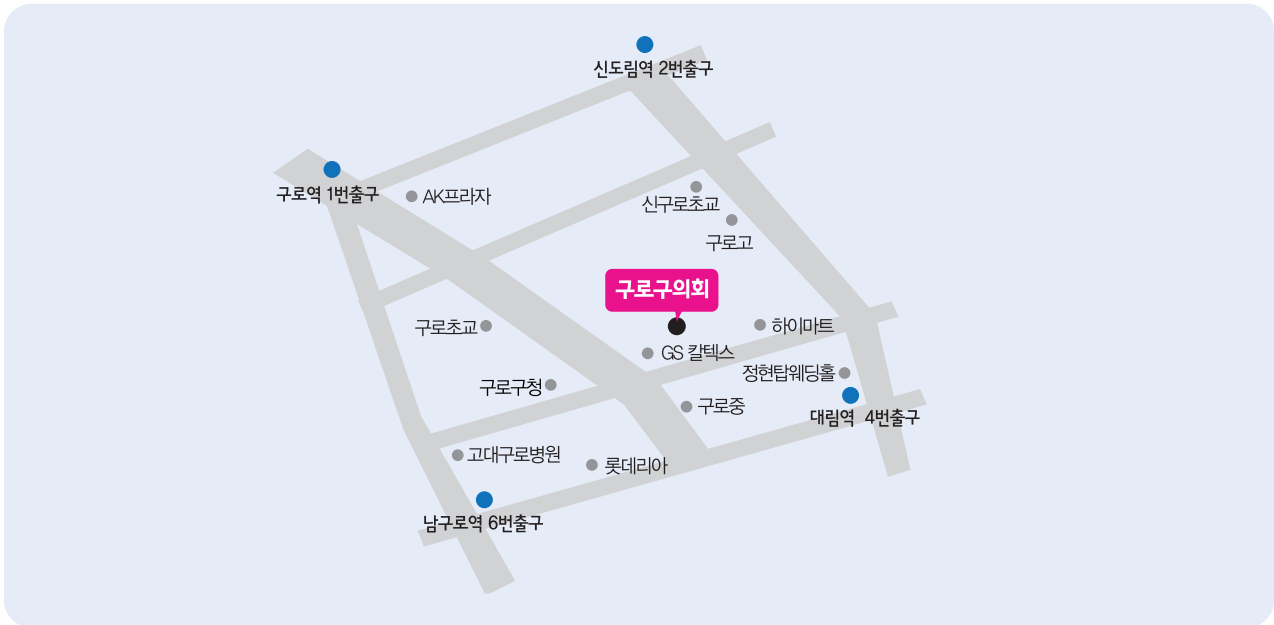 신도림역 2번출구
구로역 1번출구
AK프라자
신구로초교
구로고
구로구의회
구로초교
하이마트
GS 칼텍스
정현탑웨딩홀
구로구청
구로중
대림역 4번출구
고대구로병원
롯데리아
남구로역 6번출구